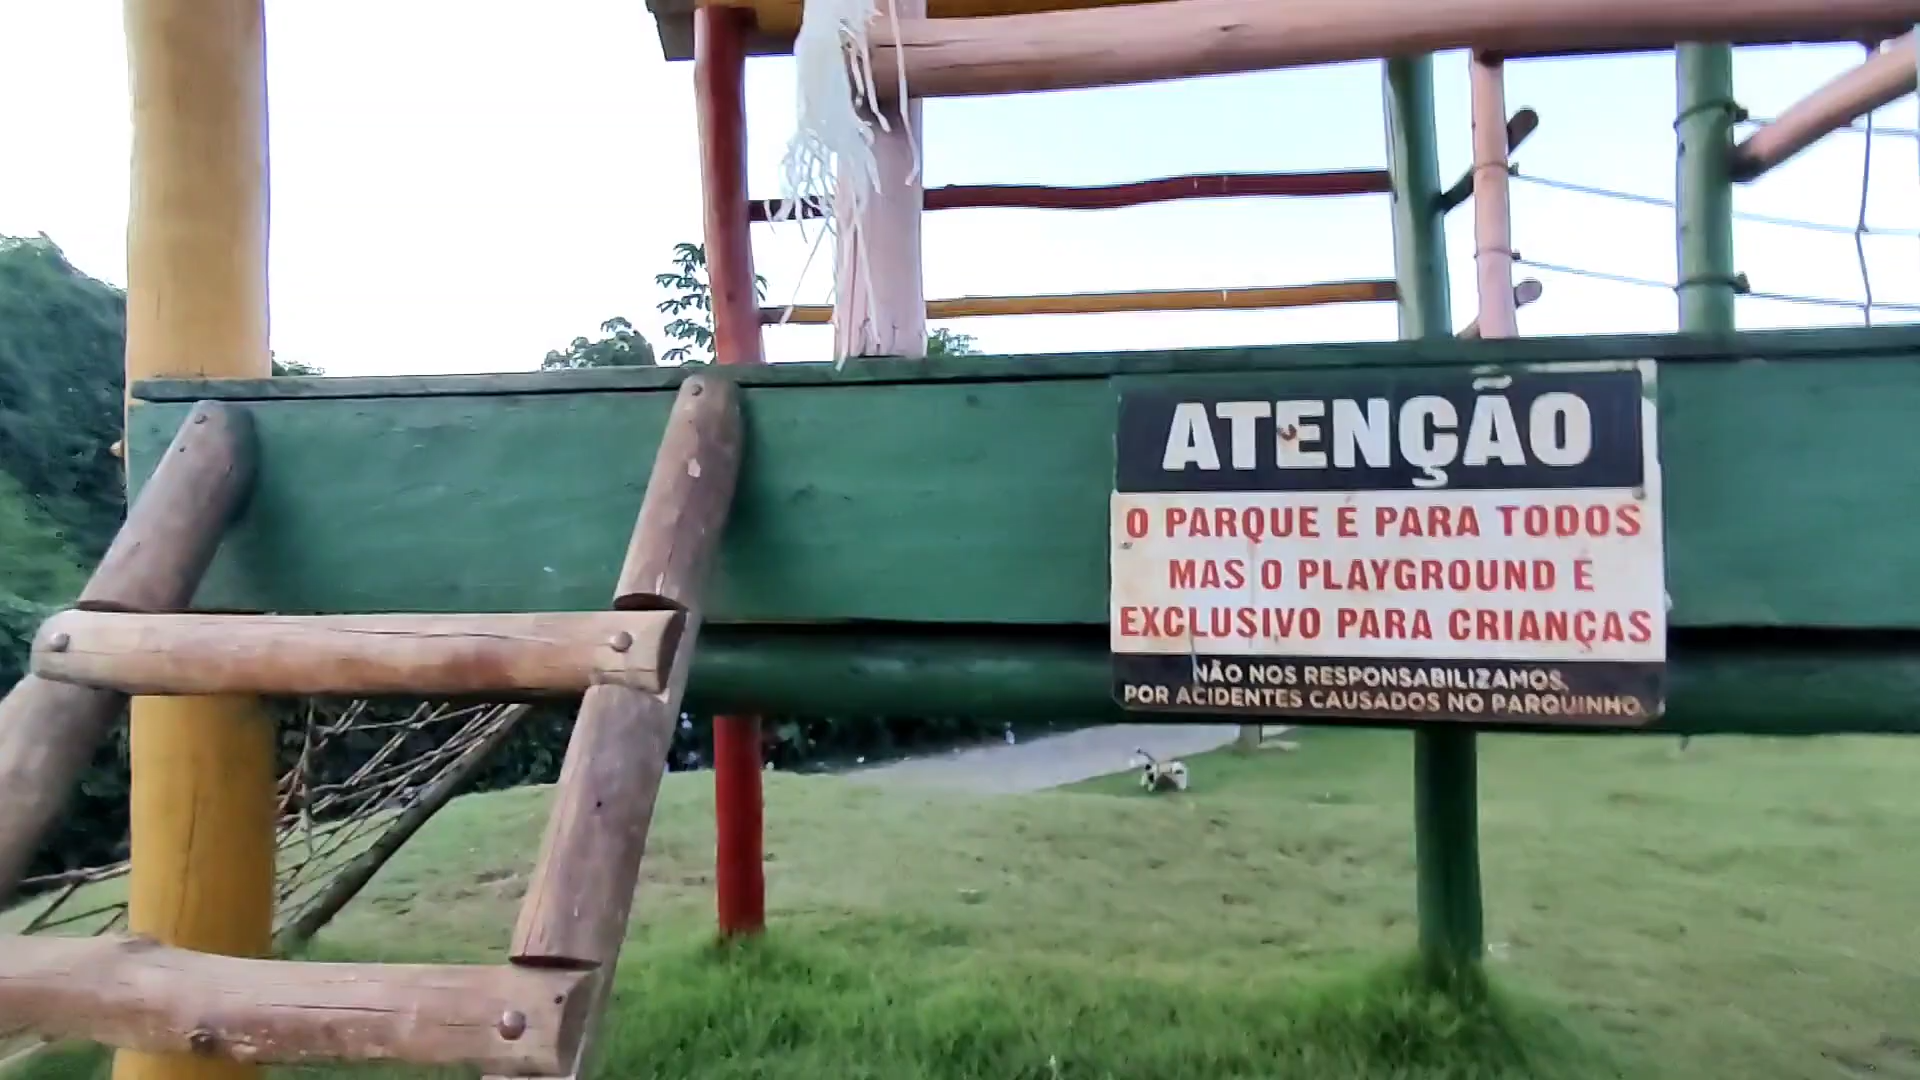 ATENÇÃO
O PARQUE É PARA TODOS
MAS O PLAYGROUND É
EXCLUSIVO PARA CRIANÇAS
NÃO NOS RESPONSABILIZAMOS
POR ACIDENTES CAUSADOS NO PARQUINHO.